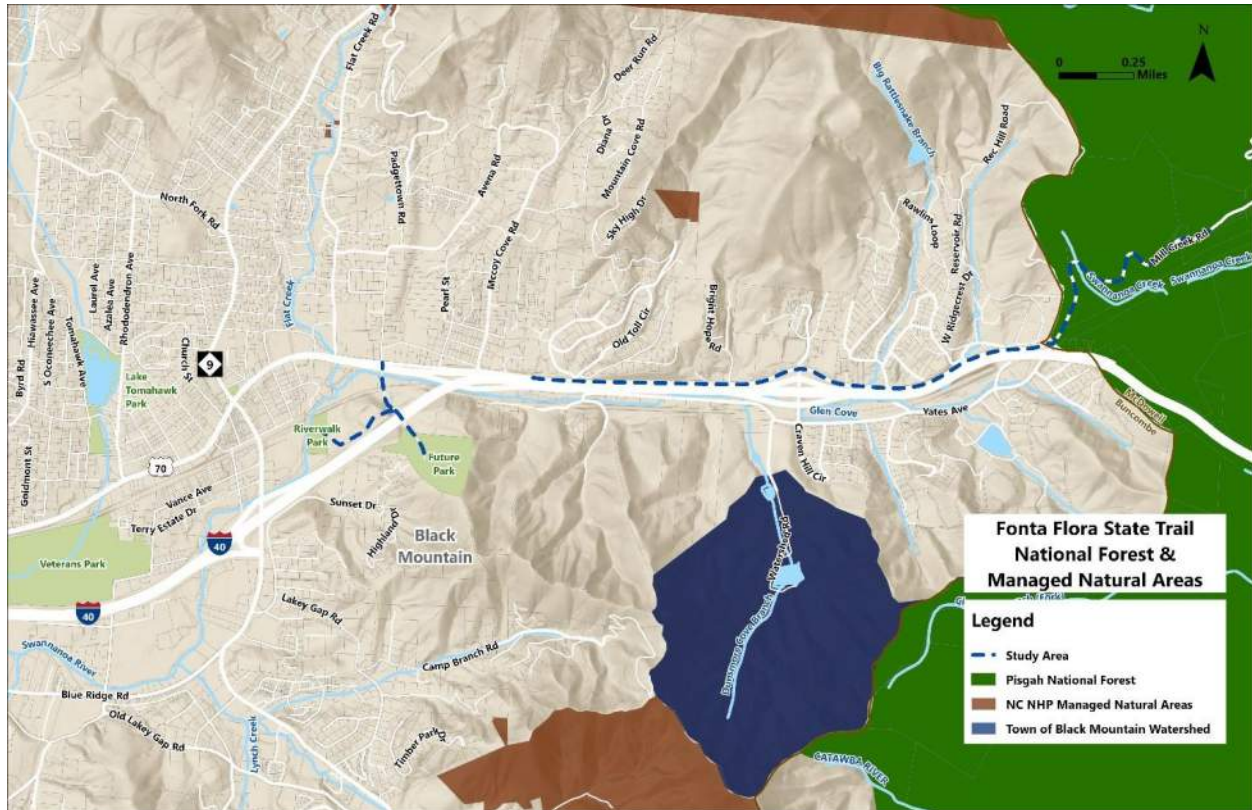 Flat Creek Rd
Deer Run Rd
Big Rattlesnake Branch
N
0 0.25
Miles
Rec Hill Road
Diana Dr
Mountain Cove Rd
Padgettown Rd
Avena Rd
North Fork Rd
Sky High Dr
Rawlins Loop
Reservoir Rd
Mill Creek Rd
Swannanoa Creek
Swannanoa Creek
Hiawassee Ave
Laurel Ave
Azalea Ave
Rhododendron Ave
Flat Creek
Pearl St
Mccoy Cove Rd
Bright Hope Rd
W Ridgecrest Dr
Old Toll Cir
Byrd Rd
S Oconeechee Ave
Tomahawk Ave
Church St
9
Lake
Tomahawk
Park
McDowell
Buncombe
Glen Cove
Yates Ave
Riverwalk
Park
Craven Hill Cir
Goldmont St
70
Future
Park
Vance Ave
Terry Estate Dr
Sunset Dr
Highland Dr
Black
Mountain
40
Veterans Park
Watershed Rd
40
Lakey Gap Rd
Swannanoa
River
Camp Branch Rd
Dunsmore Cove Branch
Blue Ridge Rd
Old Lakey Gap Rd
Lynch Creek
Timber Park Dr
CATAWBA RIVER
Fonta Flora State Trail
National Forest &
Managed Natural Areas
Legend
Study Area
Pisgah National Forest
NC NHP Managed Natural Areas
Town of Black Mountain Watershed